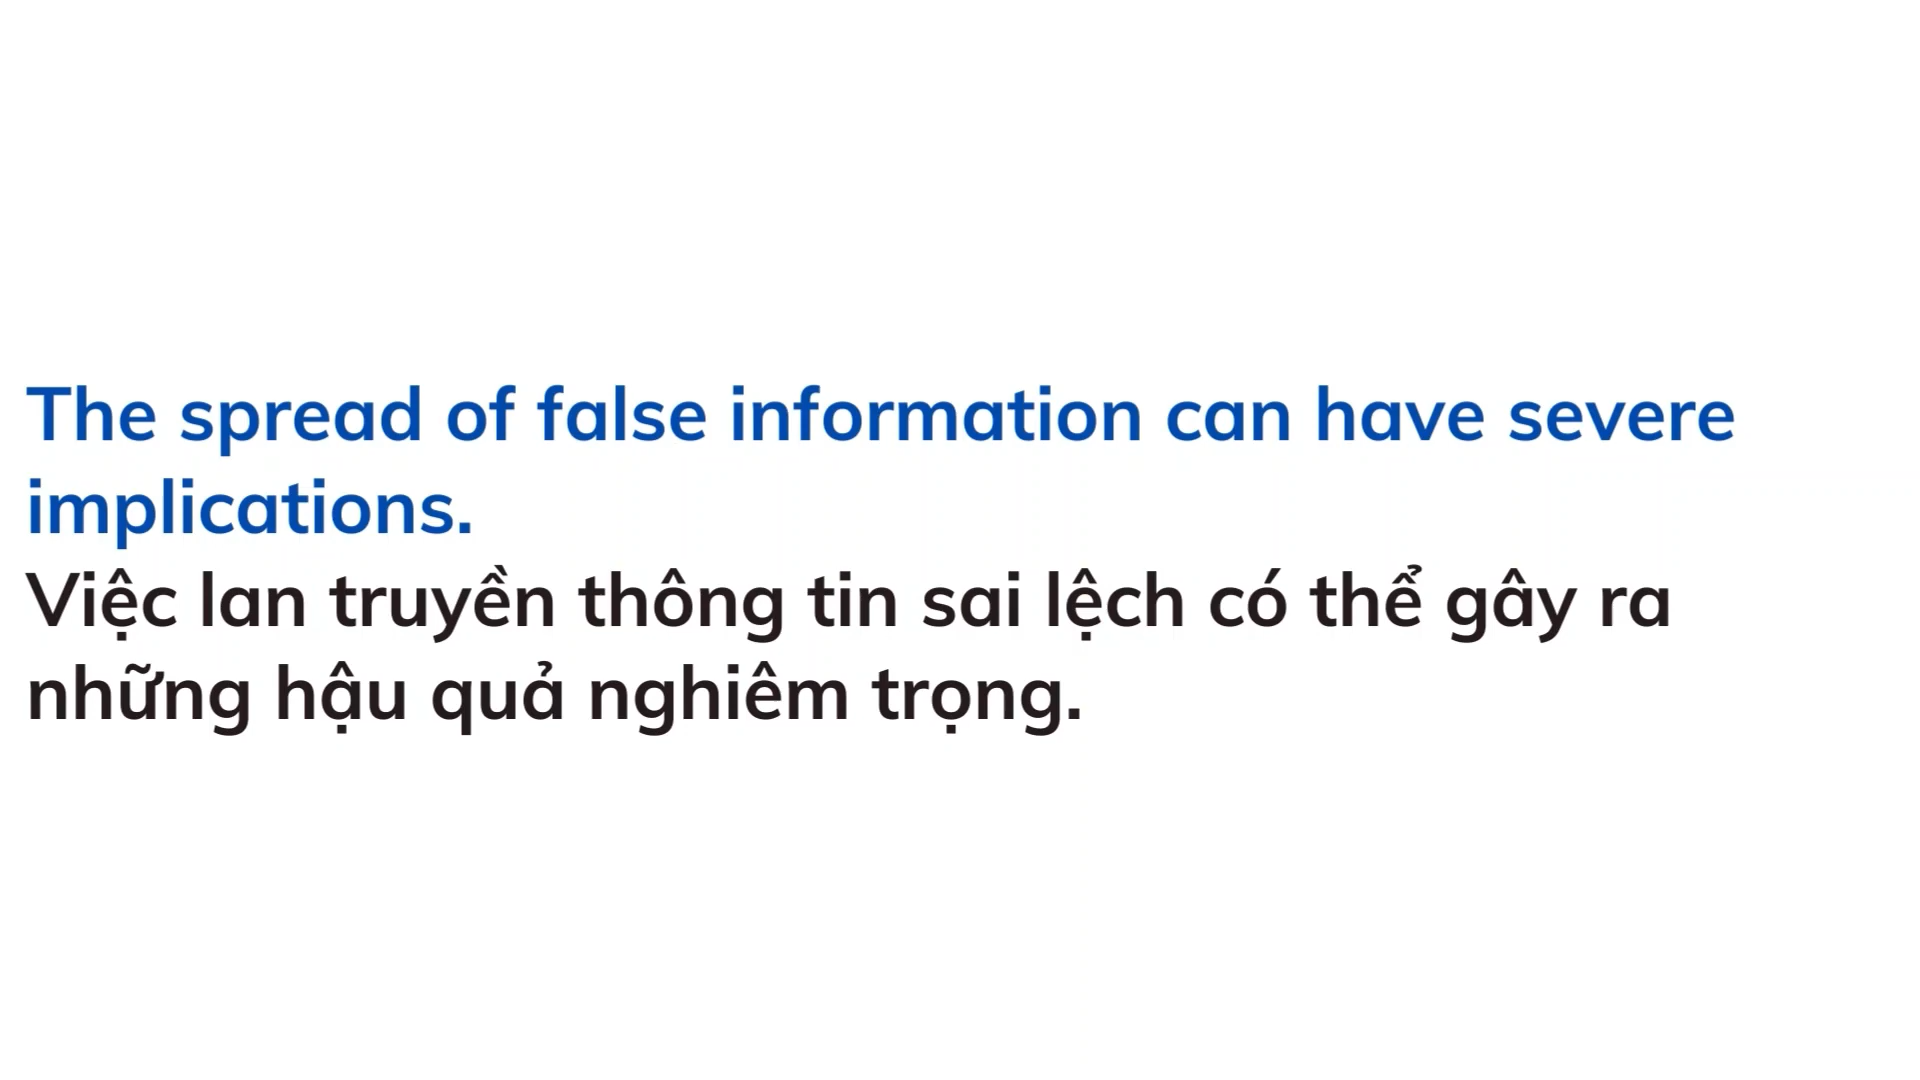 The spread of false information can have severe
implications.
Việc lan truyền thông tin sai lệch có thể gây ra
những hậu quả nghiêm trọng.